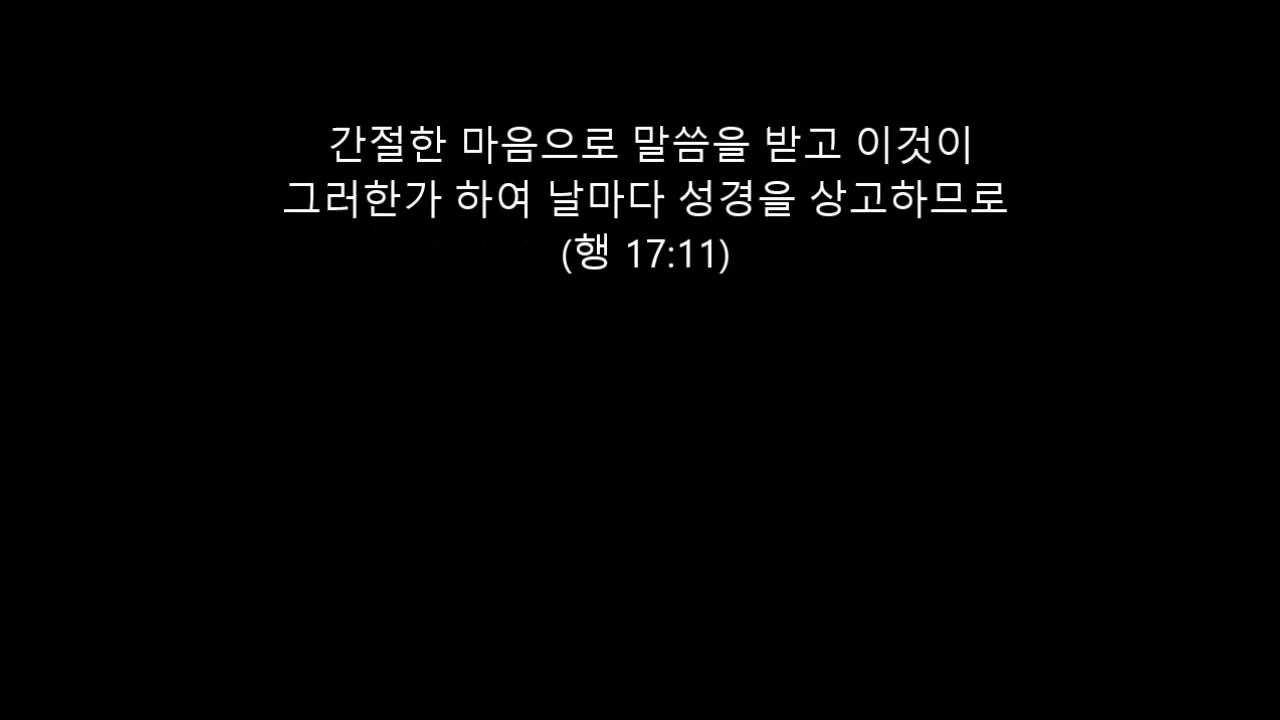 간절한 마음으로 말씀을 받고 이것이
그러한가 하여 날마다 성경을 상고하므로
(행 17:11)